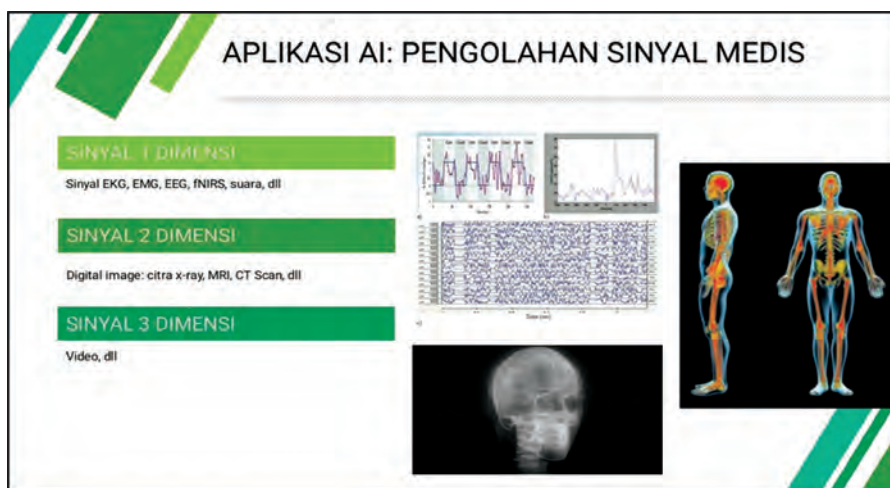 APLIKASI AI: PENGOLAHAN SINYAL MEDIS
SINYAL 1 DIMENSI
Sinyal EKG, EMG, EEG, fNIRS, suara, dll
SINYAL 2 DIMENSI
Digital image: citra x-ray, MRI, CT Scan, dll
SINYAL 3 DIMENSI
Video, dll